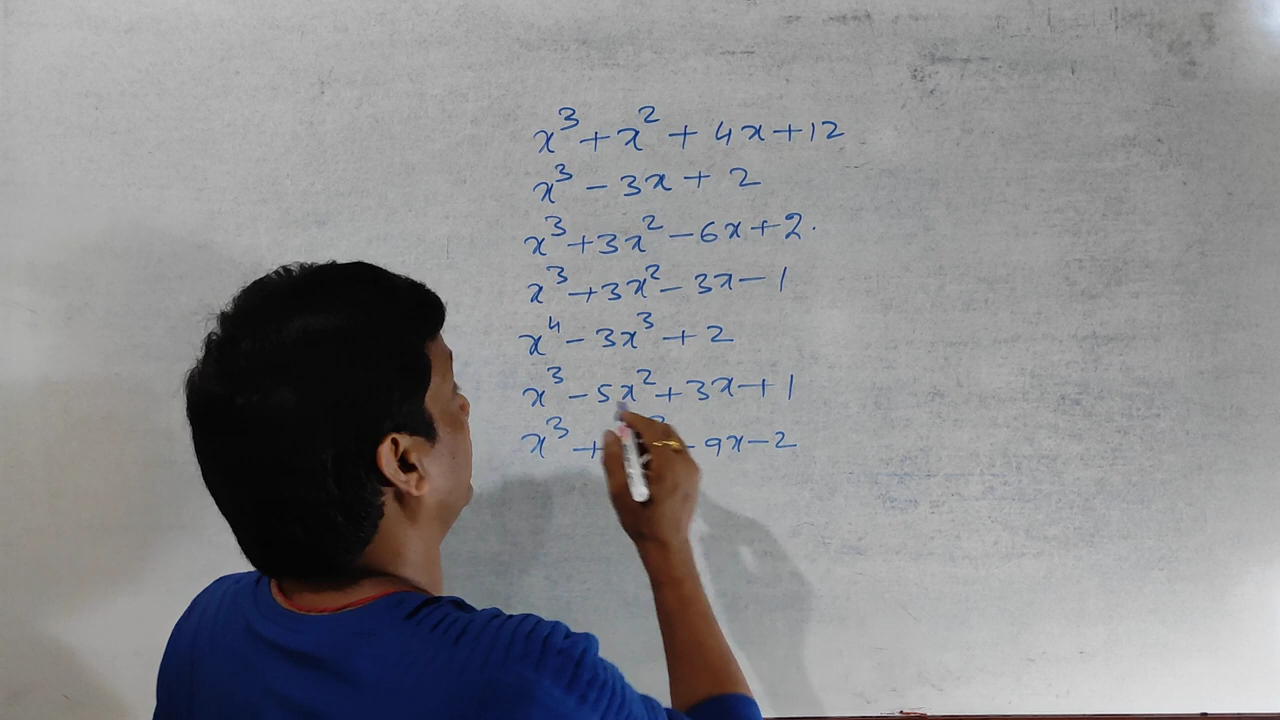 x³ + x² + 4x + 12
x³ - 3x + 2
x³ + 3x² - 6x + 2.
x³ + 3x² - 3x - 1
x⁴ - 3x³ + 2
x³ - 5x² + 3x + 1
x³ + - 9x - 2